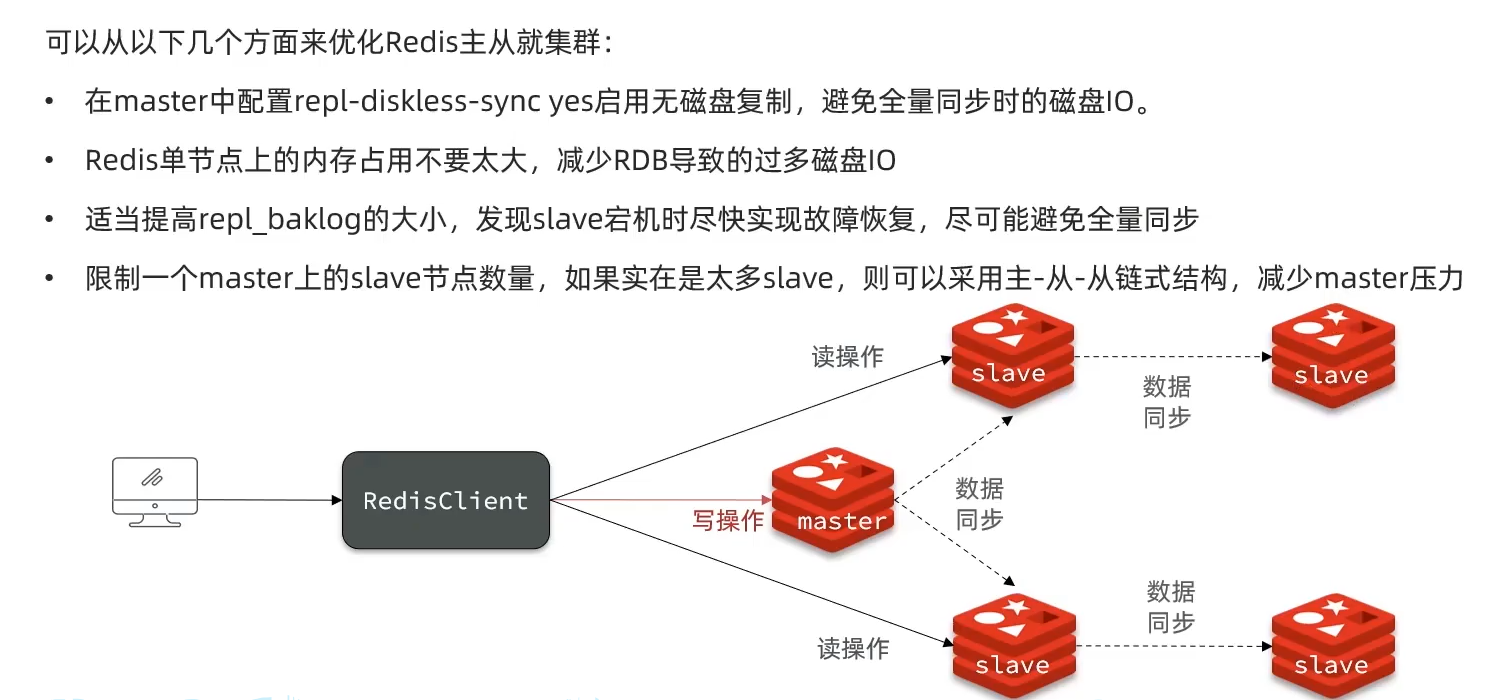 可以从以下几个方面来优化Redis主从就集群：
• 在master中配置repl-diskless-sync yes启用无磁盘复制，避免全量同步时的磁盘IO。
• Redis单节点上的内存占用不要太大，减少RDB导致的过多磁盘IO
• 适当提高repl_baklog的大小，发现slave宕机时尽快实现故障恢复，尽可能避免全量同步
• 限制一个master上的slave节点数量，如果实在是太多slave，则可以采用主-从-从链式结构，减少master压力
读操作
slave
slave
数据
同步
RedisClient
写操作
master
数据
同步
读操作
slave
数据
同步
slave